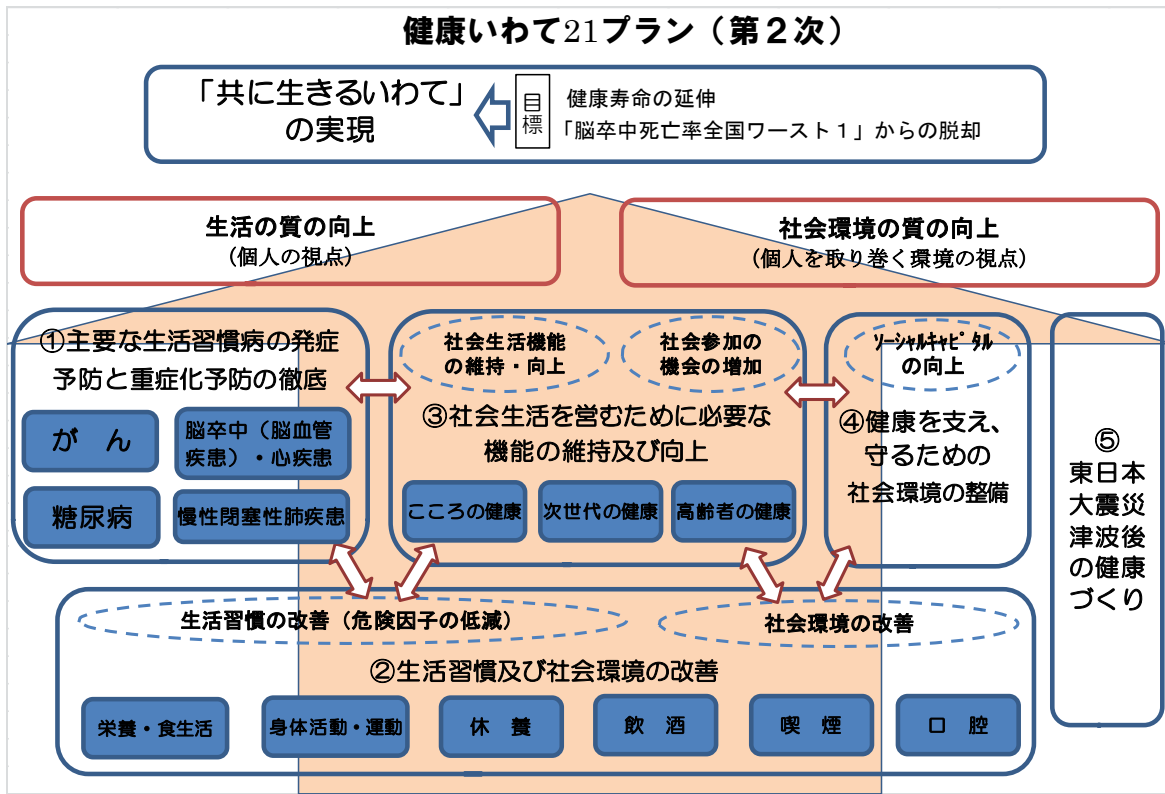 健康いわて21プラン（第２次）
「共に生きるいわて」
の実現
目標
健康寿命の延伸
「脳卒中死亡率全国ワースト１」からの脱却
生活の質の向上
（個人の視点）
社会環境の質の向上
（個人を取り巻く環境の視点）
①主要な生活習慣病の発症
予防と重症化予防の徹底
がん
脳卒中（脳血管
疾患）・心疾患
糖尿病
慢性閉塞性肺疾患
社会生活機能
の維持・向上
社会参加の
機会の増加
③社会生活を営むために必要な
機能の維持及び向上
こころの健康
次世代の健康
高齢者の健康
ｿｰｼｬﾙｷｬﾋﾟﾀﾙ
の向上
④健康を支え、
守るための
社会環境の整備
⑤
東日本
大震災
津波後
の健康
づくり
生活習慣の改善（危険因子の低減）
社会環境の改善
②生活習慣及び社会環境の改善
栄養・食生活
身体活動・運動
休　養
飲　酒
喫　煙
口　腔